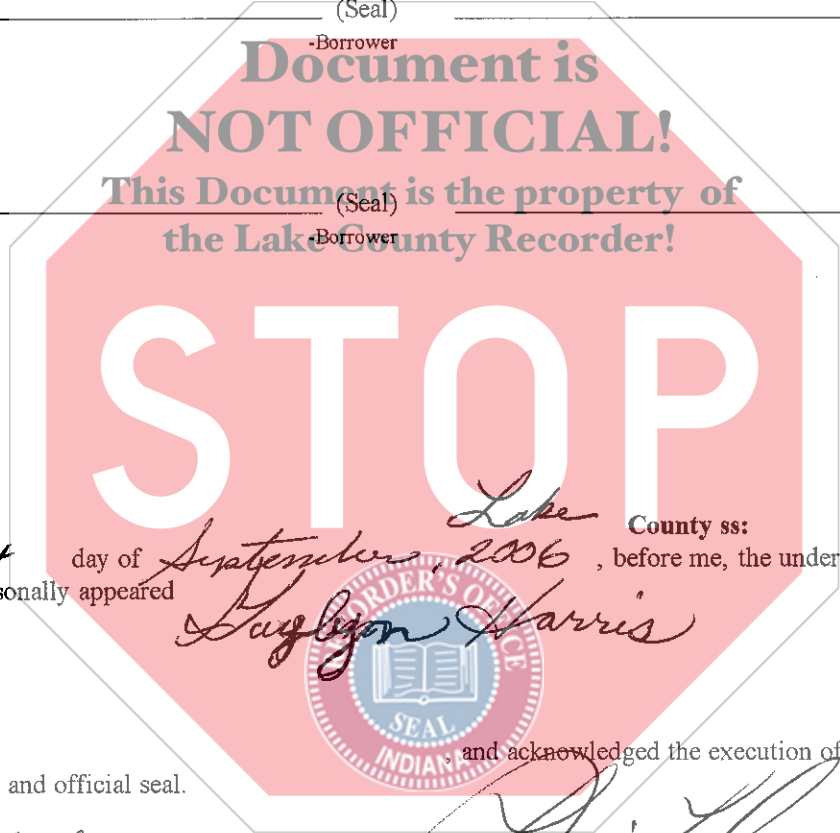 (Seal)
-Borrower
Document is
NOT OFFICIAL!
This Document is the property of
(Seal)
the Lake County Recorder!
-Borrower
STOP
Lake County ss:
day of September, 2006 , before me, the under
sonally appeared
Gaylyon Harris
RDER'S OFFICE
SEAL
INDIANA
, and acknowledged the execution of
and official seal.